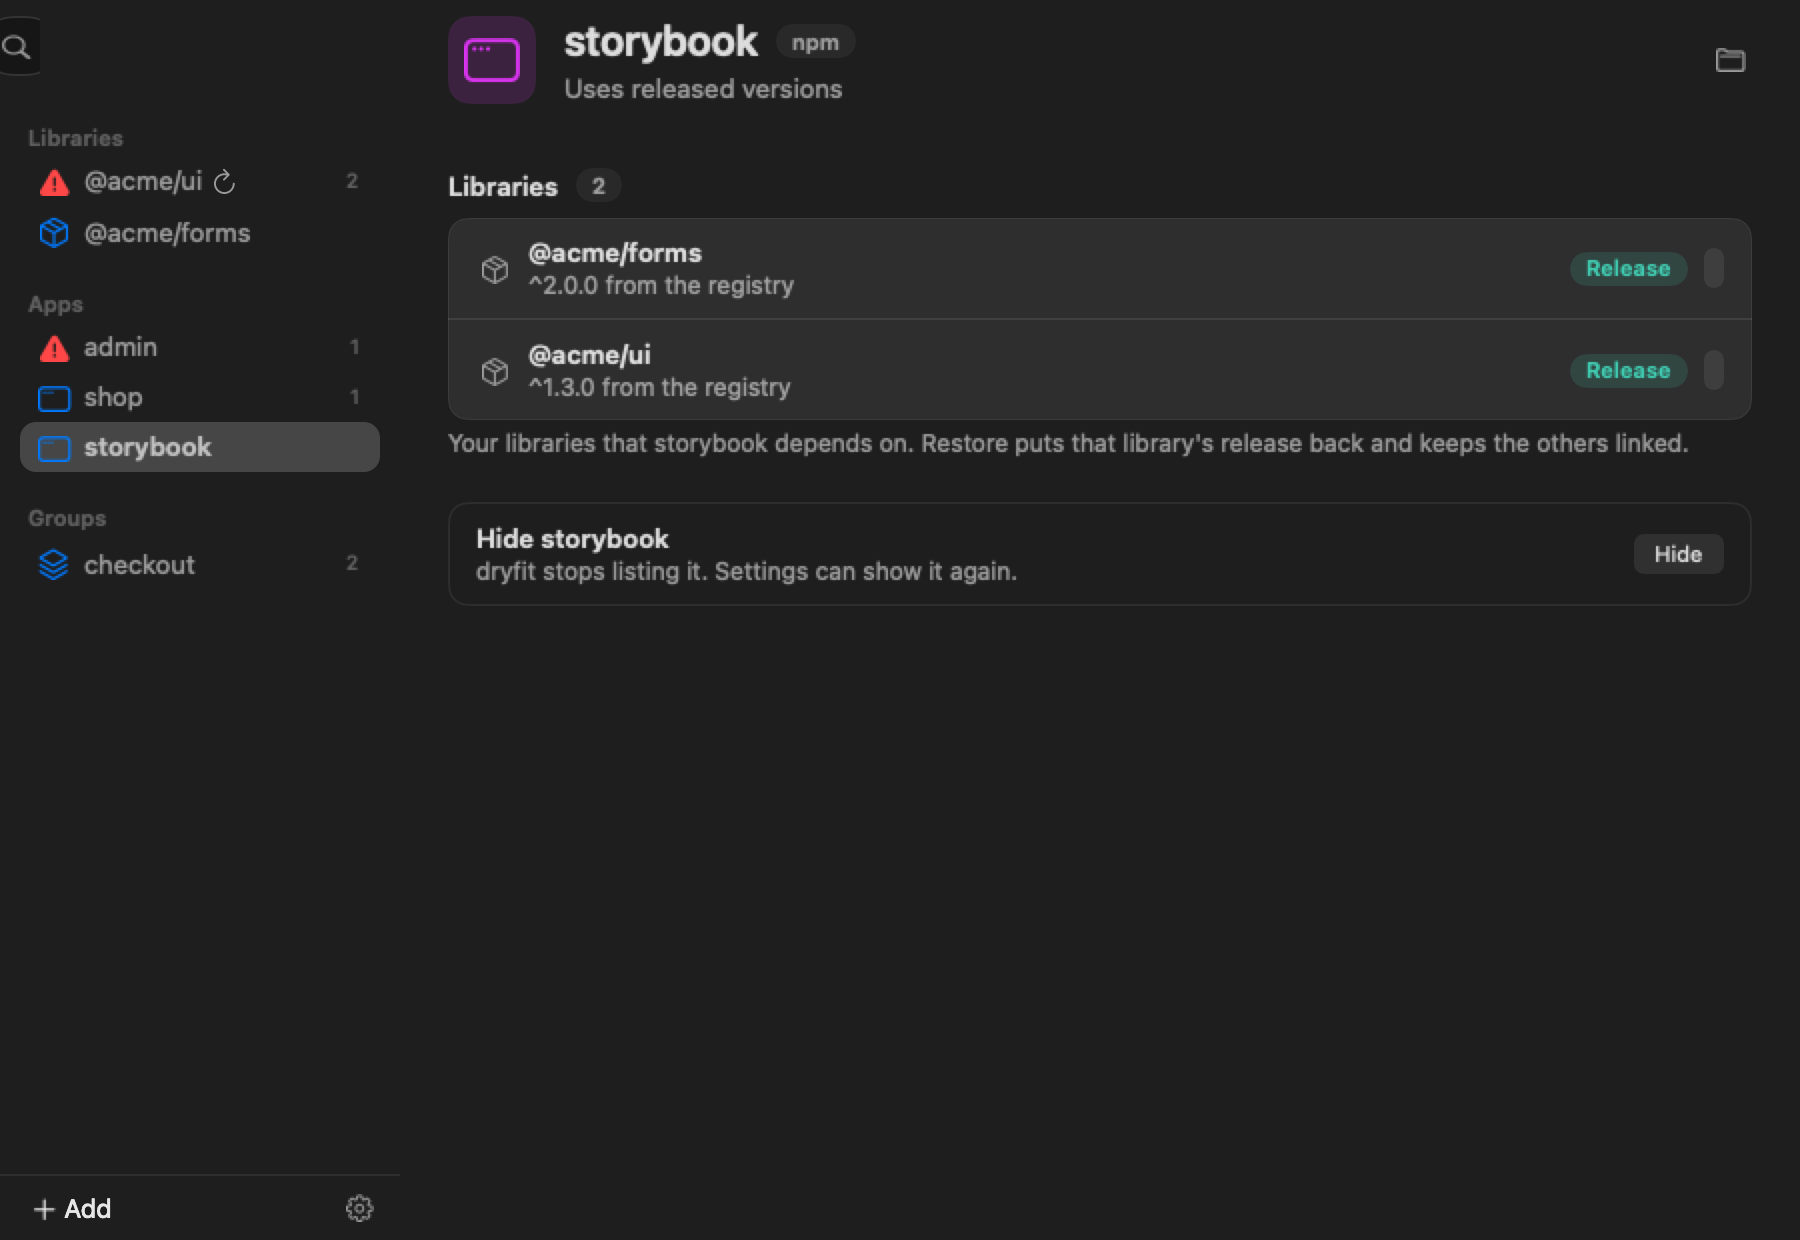 Libraries
@acme/ui 2
@acme/forms
Apps
admin 1
shop 1
storybook
Groups
checkout 2
+ Add
storybook npm
Uses released versions
Libraries 2
@acme/forms
^2.0.0 from the registry
Release
@acme/ui
^1.3.0 from the registry
Release
Your libraries that storybook depends on. Restore puts that library's release back and keeps the others linked.
Hide storybook
dryfit stops listing it. Settings can show it again.
Hide